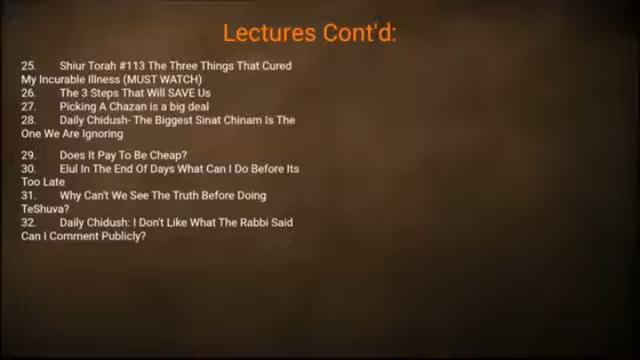 Lectures Cont'd:
25. Shiur Torah #113 The Three Things That Cured
My Incurable Illness (MUST WATCH)
26. The 3 Steps That Will SAVE Us
27. Picking A Chazan is a big deal
28. Daily Chidush- The Biggest Sinat Chinam Is The
One We Are Ignoring
29. Does It Pay To Be Cheap?
30. Elul In The End Of Days What Can I Do Before Its
Too Late
31. Why Can't We See The Truth Before Doing
TeShuva?
32. Daily Chidush: I Don't Like What The Rabbi Said
Can I Comment Publicly?